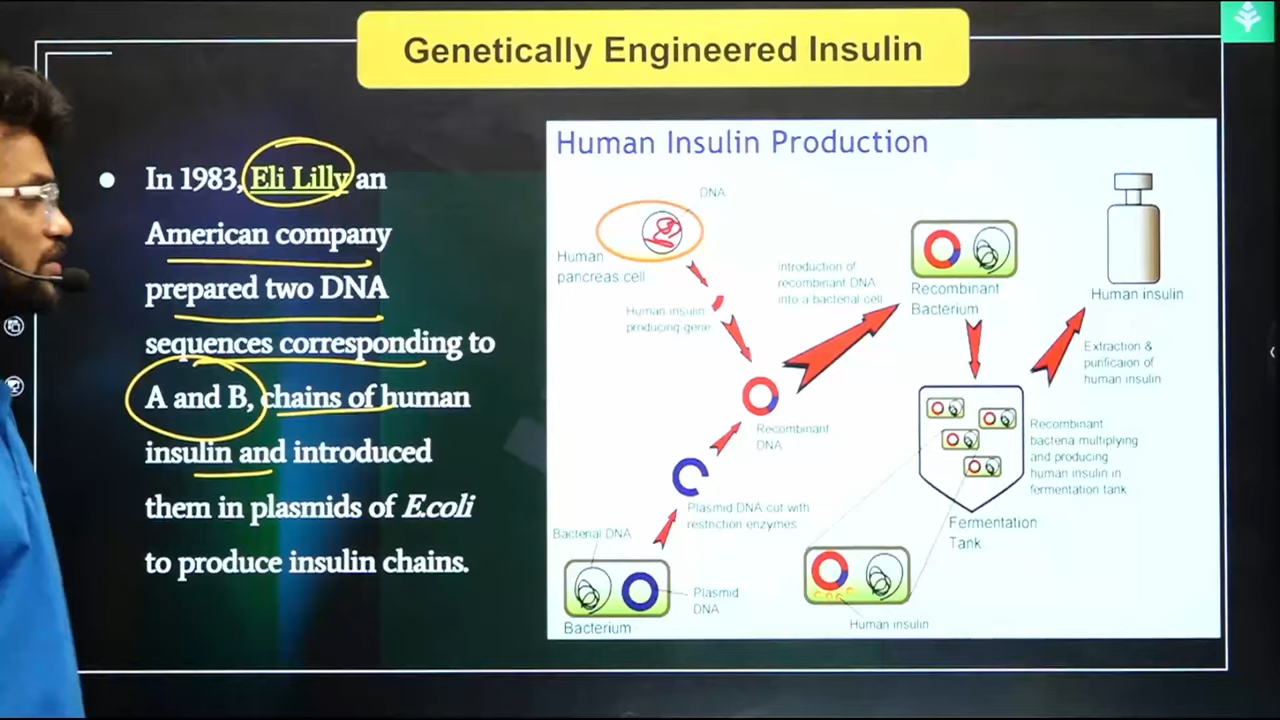 Genetically Engineered Insulin
In 1983, Eli Lilly an
American company
prepared two DNA
sequences corresponding to
A and B, chains of human
insulin and introduced
them in plasmids of E.coli
to produce insulin chains.
Human Insulin Production
DNA
Human
pancreas cell
Human insulin
producing gene
introduction of
recombinant DNA
into a bacterial cell
Recombinant
Bacterium
Human insulin
Extraction &
purificaion of
human insulin
Recombinant
DNA
Recombinant
bacteria multiplying
and producing
human insulin in
fermentation tank
Plasmid DNA cut with
restriction enzymes
Fermentation
Tank
Bacterial DNA
Plasmid
DNA
Bacterium
Human insulin